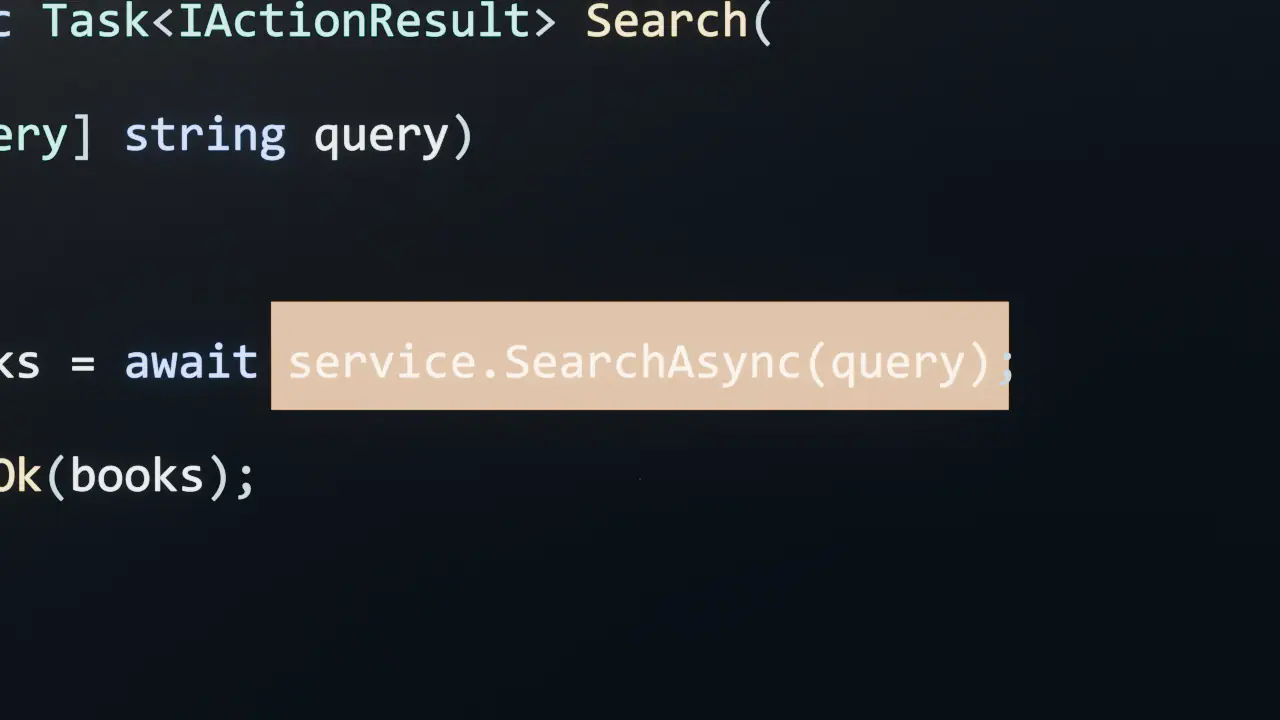 c Task<IActionResult> Search(
ery] string query)
ks = await service.SearchAsync(query);
Ok(books);